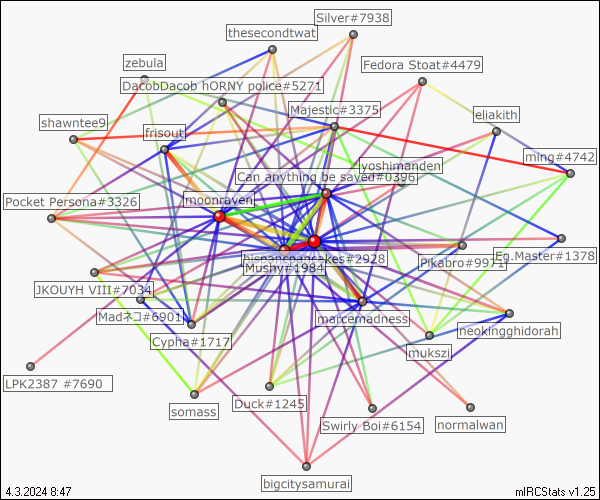 Silver#7938
thesecondtwat
zebula
Fedora Stoat#4479
DacobDacob hORNY police#5271
Majestic#3375
eliakith
shawntee9
frisout
ming#4742
yoshimanden
Can anything be saved#0396
moonraven
Pocket Persona#3326
Eg.Master#1378
Pikabro#9971
Mushy#1984
JKOUYH VIII#7034
Madネコ#6901
marcemadness
neokingghidorah
Cypha#1717
mukszi
LPK2387 #7690
Duck#1245
somass
Swirly Boi#6154
normalwan
bigcitysamurai
4.3.2024 8:47
mIRCStats v1.25